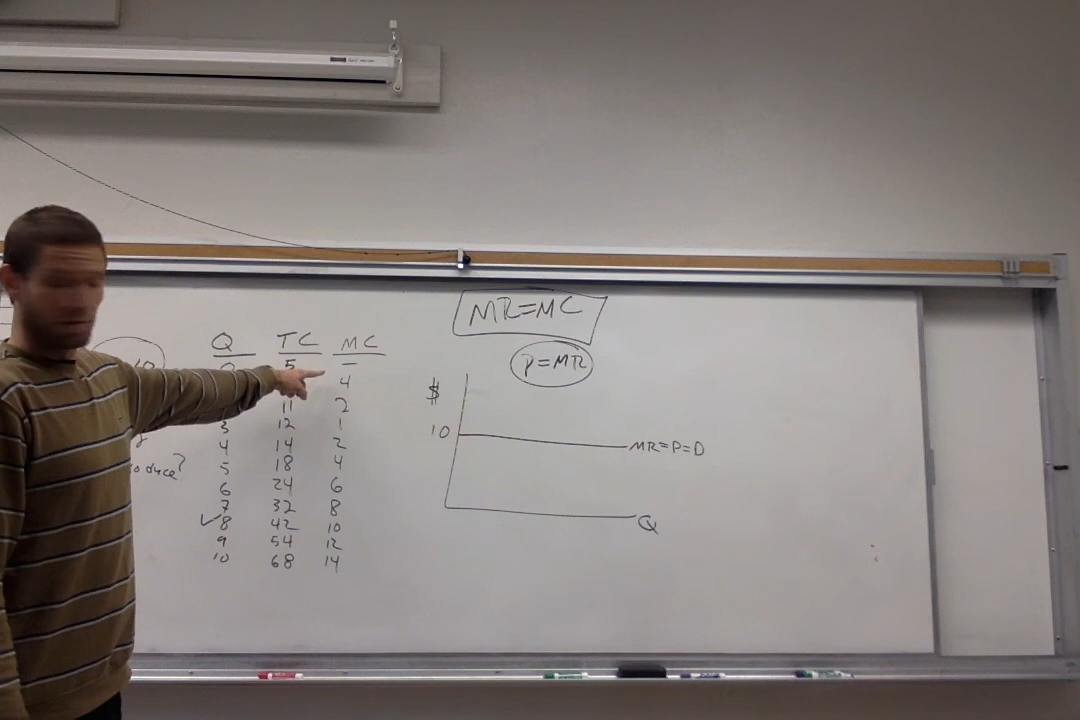 MR=MC
P=MR
Q TC MC
5 -
4
11 2
3 12 1
4 14 2
5 18 4
6 24 6
7 32 8
✓8 42 10
9 54 12
10 68 14
$
10
MR=P=D
Q